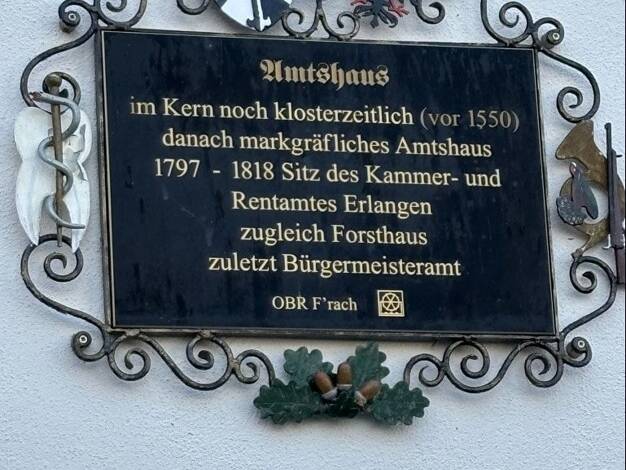 Amtshaus
im Kern noch klosterzeitlich (vor 1550)
danach markgräfliches Amtshaus
1797 - 1818 Sitz des Kammer- und
Rentamtes Erlangen
zugleich Forsthaus
zuletzt Bürgermeisteramt
OBR F'rach